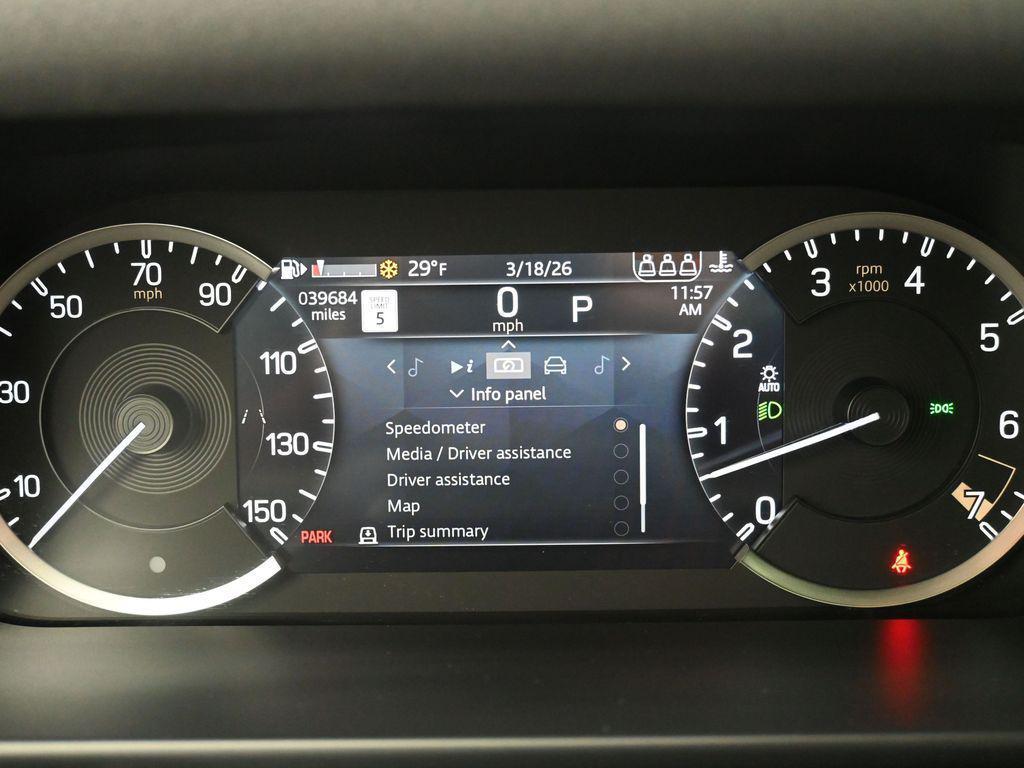 29°F
3/18/26
039684
miles
SPEED
LIMIT
5
0
mph
P
11:57
AM
Info panel
Speedometer
Media / Driver assistance
Driver assistance
Map
Trip summary
PARK
10
30
50
70
mph
90
110
130
150
0
1
2
3
rpm
x1000
4
5
6
7
AUTO